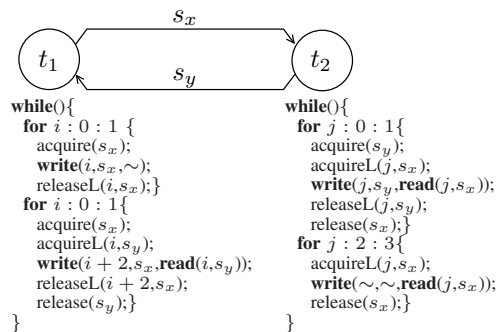 s_x
t_1
t_2
s_y
while(){
for i : 0 : 1 {
acquire(s_x);
write(i,s_x,∼);
releaseL(i,s_x);}
for i : 0 : 1{
acquire(s_x);
acquireL(i,s_y);
write(i + 2,s_x,read(i,s_y));
releaseL(i + 2,s_x);
release(s_y);}
}
while(){
for j : 0 : 1{
acquire(s_y);
acquireL(j,s_x);
write(j,s_y,read(j,s_x));
releaseL(j,s_y);
release(s_x);}
for j : 2 : 3{
acquireL(j,s_x);
write(∼,∼,read(j,s_x));
release(s_x);}
}